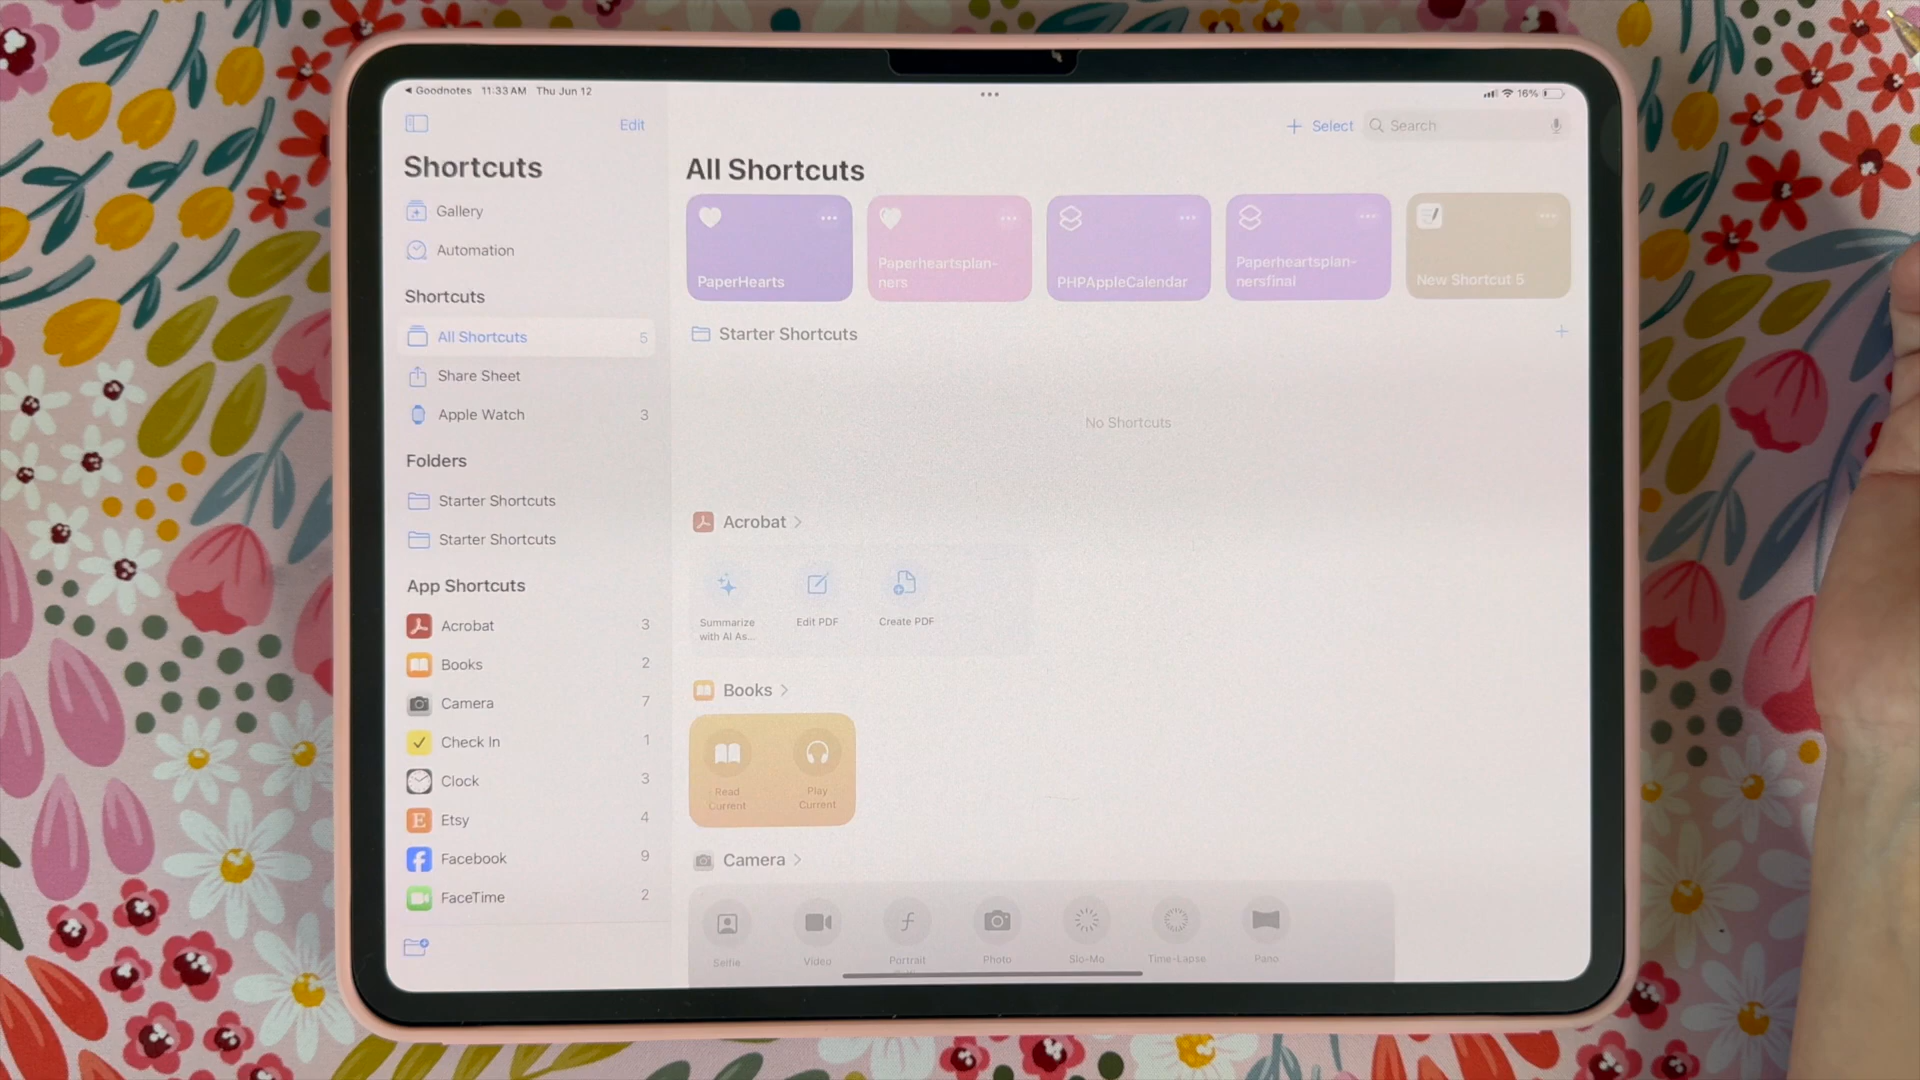 ◀ Goodnotes 11:33 AM Thu Jun 12
16%
Edit
Shortcuts
Gallery
Automation
Shortcuts
All Shortcuts 5
Share Sheet
Apple Watch 3
Folders
Starter Shortcuts
Starter Shortcuts
App Shortcuts
Acrobat 3
Books 2
Camera 7
Check In 1
Clock 3
Etsy 4
Facebook 9
FaceTime 2
+ Select
Search
All Shortcuts
PaperHearts
Paperheartsplan-
ners
PHPAppleCalendar
Paperheartsplan-
nersfinal
New Shortcut 5
Starter Shortcuts
No Shortcuts
Acrobat >
Summarize
with AI As...
Edit PDF
Create PDF
Books >
Read
Current
Play
Current
Camera >
Selfie
Video
Portrait
Photo
Slo-Mo
Time-Lapse
Pano